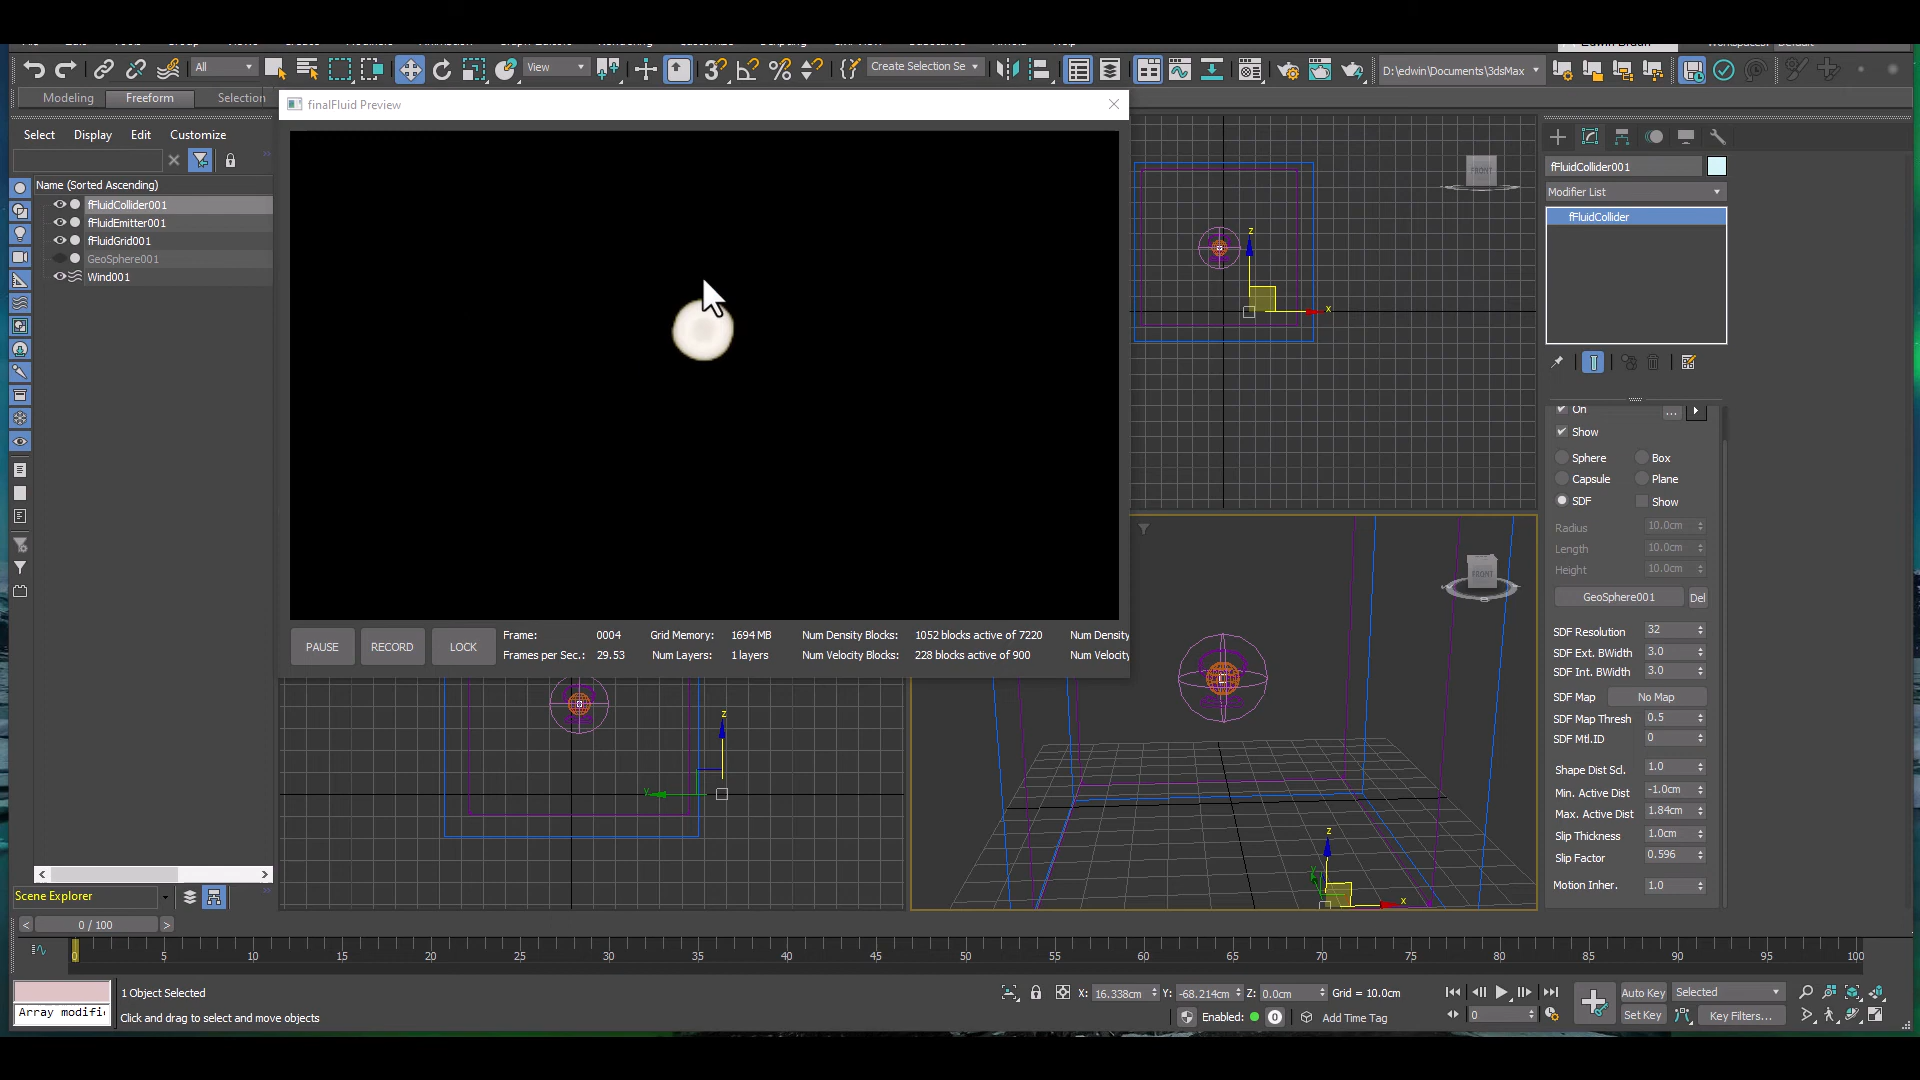 All
View
Create Selection Se
D:\edwin\Documents\3dsMax
Modeling
Freeform
Selection
finalFluid Preview
Select
Display
Edit
Customize
Name (Sorted Ascending)
fFluidCollider001
fFluidEmitter001
fFluidGrid001
GeoSphere001
Wind001
FRONT
z
x
FRONT
z
y
z
x
fFluidCollider001
Modifier List
fFluidCollider
On
...
Show
Sphere
Box
Capsule
Plane
SDF
Show
Radius 10.0cm
Length 10.0cm
Height 10.0cm
GeoSphere001
Del
SDF Resolution 32
SDF Ext. BWidth 3.0
SDF Int. BWidth 3.0
SDF Map No Map
SDF Map Thresh 0.5
SDF Mtl.ID 0
Shape Dist Scl. 1.0
Min. Active Dist -1.0cm
Max. Active Dist 1.84cm
Slip Thickness 1.0cm
Slip Factor 0.596
Motion Inher. 1.0
PAUSE
RECORD
LOCK
Frame: 0004 Grid Memory: 1694 MB Num Density Blocks: 1052 blocks active of 7220 Num Density
Frames per Sec.: 29.53 Num Layers: 1 layers Num Velocity Blocks: 228 blocks active of 900 Num Velocity
Scene Explorer
0 / 100
0 5 10 15 20 25 30 35 40 45 50 55 60 65 70 75 80 85 90 95 100
1 Object Selected
Array modifi
Click and drag to select and move objects
X: 16.338cm Y: -68.214cm Z: 0.0cm Grid = 10.0cm
Enabled: 0 Add Time Tag
0
Auto Key
Selected
Set Key
Key Filters...